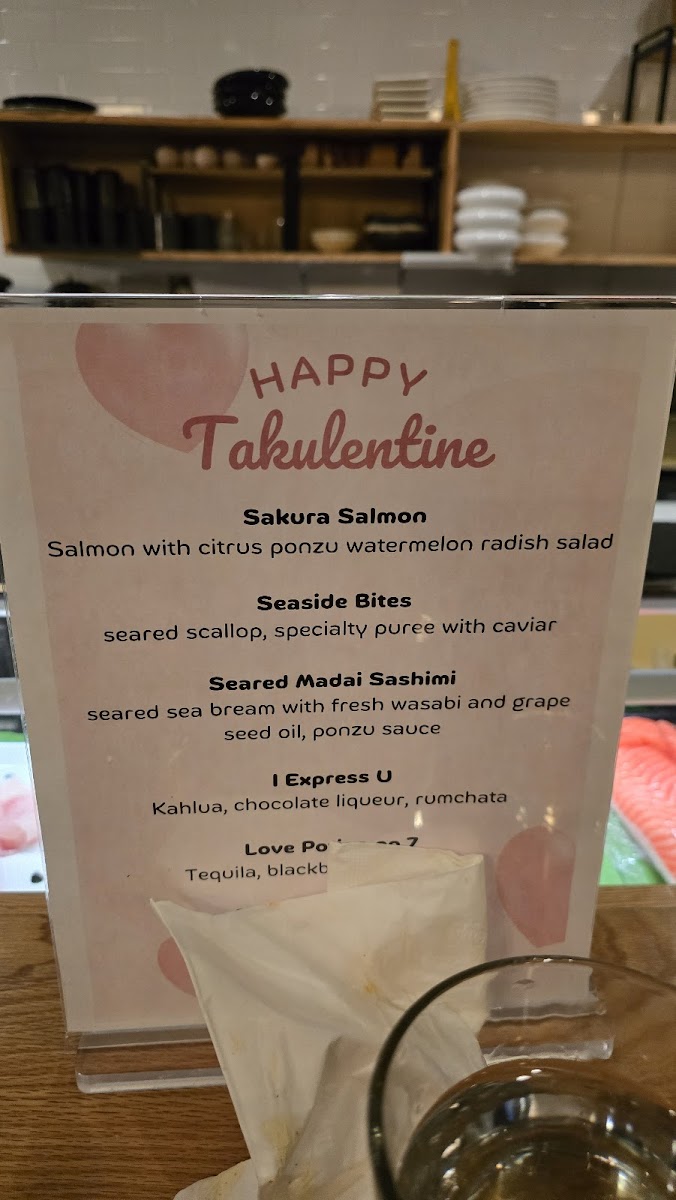 HAPPY
Takulentine
Sakura Salmon
Salmon with citrus ponzu watermelon radish salad
Seaside Bites
seared scallop, specialty puree with caviar
Seared Madai Sashimi
seared sea bream with fresh wasabi and grape
seed oil, ponzu sauce
I Express U
Kahlua, chocolate liqueur, rumchata
Love 7
Tequila,